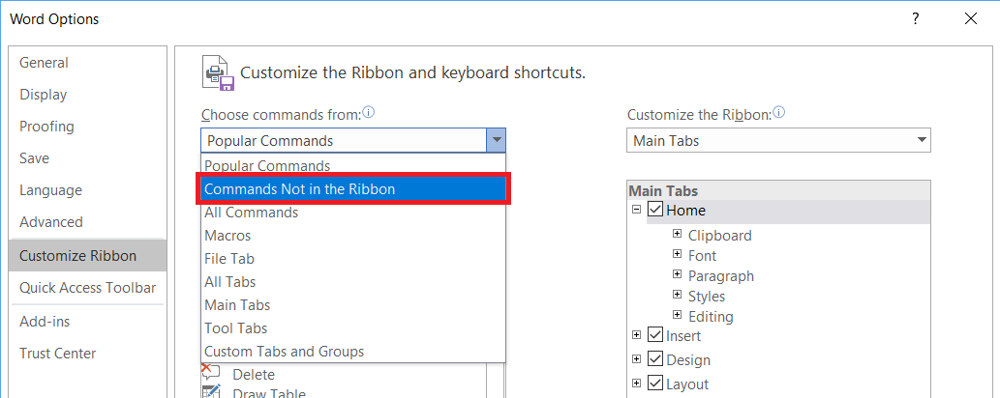 Word Options
?
General
Display
Proofing
Save
Language
Advanced
Customize Ribbon
Quick Access Toolbar
Add-ins
Trust Center
Customize the Ribbon and keyboard shortcuts.
Choose commands from:
Popular Commands
Popular Commands
Commands Not in the Ribbon
All Commands
Macros
File Tab
All Tabs
Main Tabs
Tool Tabs
Custom Tabs and Groups
Delete
Draw Table
Customize the Ribbon:
Main Tabs
Main Tabs
Home
Clipboard
Font
Paragraph
Styles
Editing
Insert
Design
Layout